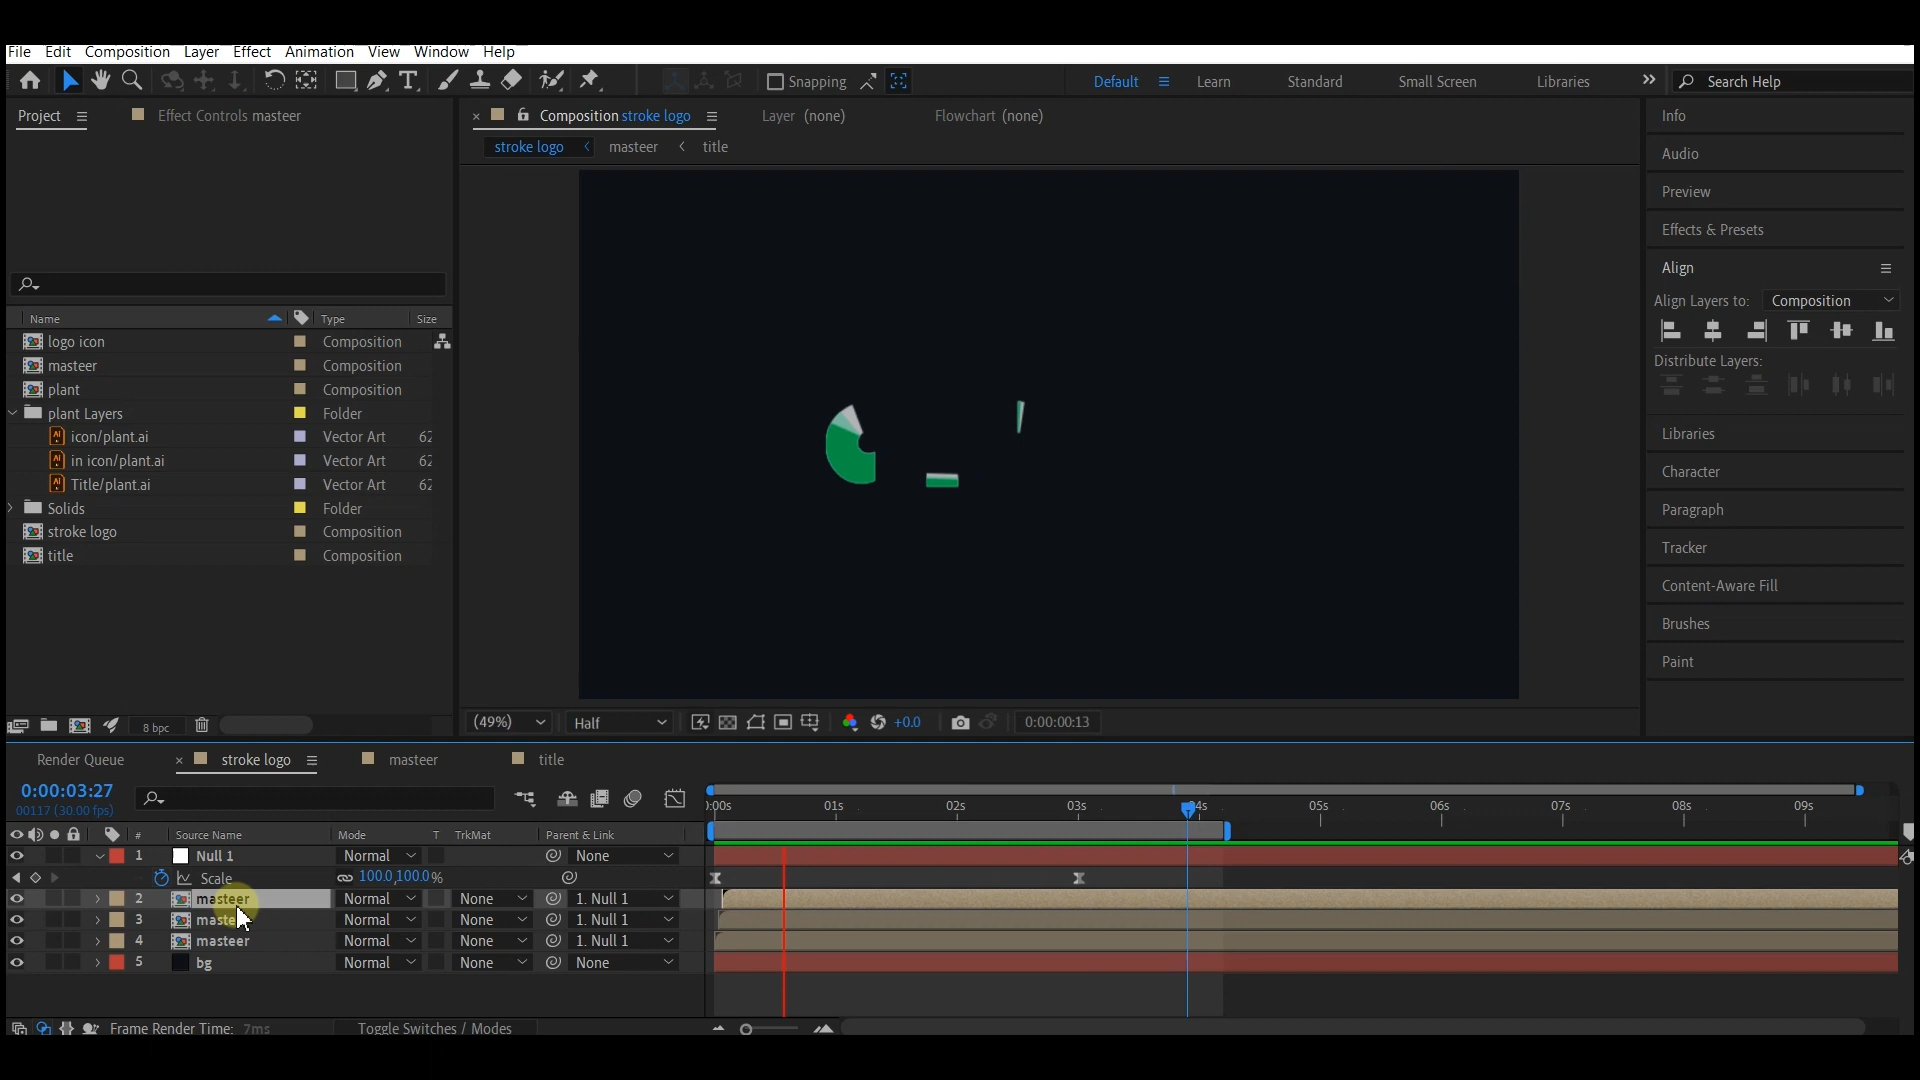 File Edit Composition Layer Effect Animation View Window Help
Snapping
Default Learn Standard Small Screen Libraries Search Help
Project Effect Controls masteer
Composition stroke logo Layer (none) Flowchart (none)
stroke logo masteer title
Name Type Size
logo icon Composition
masteer Composition
plant Composition
plant Layers Folder
icon/plant.ai Vector Art 62
in icon/plant.ai Vector Art 62
Title/plant.ai Vector Art 62
Solids Folder
stroke logo Composition
title Composition
8 bpc
(49%) Half +0.0 0:00:00:13
Info
Audio
Preview
Effects & Presets
Align
Align Layers to: Composition
Distribute Layers:
Libraries
Character
Paragraph
Tracker
Content-Aware Fill
Brushes
Paint
Render Queue stroke logo masteer title
0:00:03:27
00117 (30.00 fps)
):00s 01s 02s 03s 04s 05s 06s 07s 08s 09s
# Source Name Mode T TrkMat Parent & Link
1 Null 1 Normal None
Scale 100.0,100.0%
2 masteer Normal None 1. Null 1
3 Normal None 1. Null 1
4 masteer Normal None 1. Null 1
5 bg Normal None None
Frame Render Time: 7ms Toggle Switches / Modes